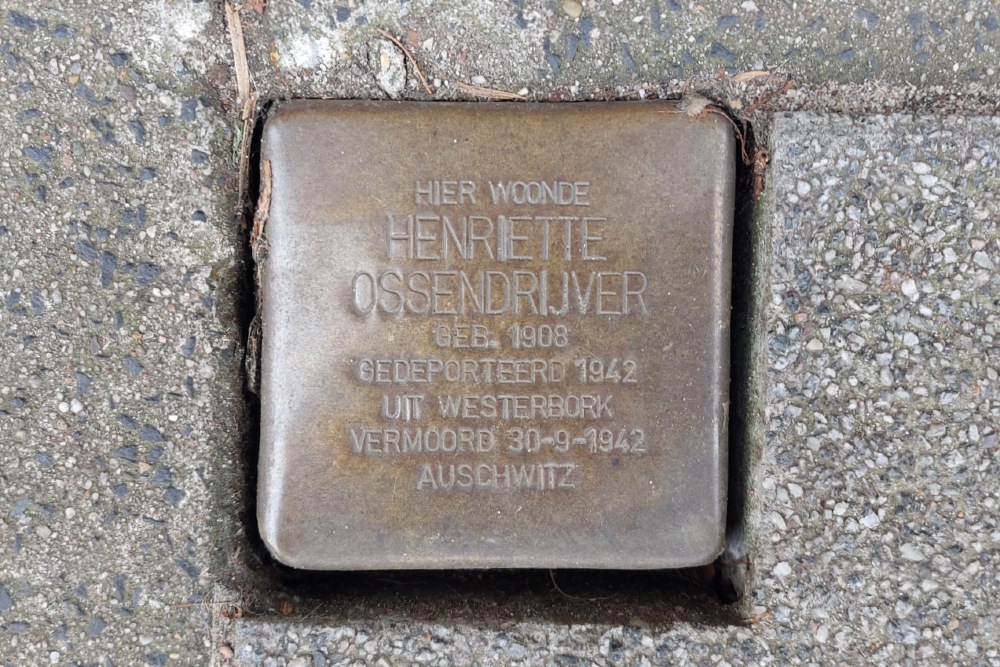 HIER WOONDE
HENRIETTE
OSSENDRIJVER
GEB. 1908
GEDEPORTEERD 1942
UIT WESTERBORK
VERMOORD 30-9-1942
AUSCHWITZ